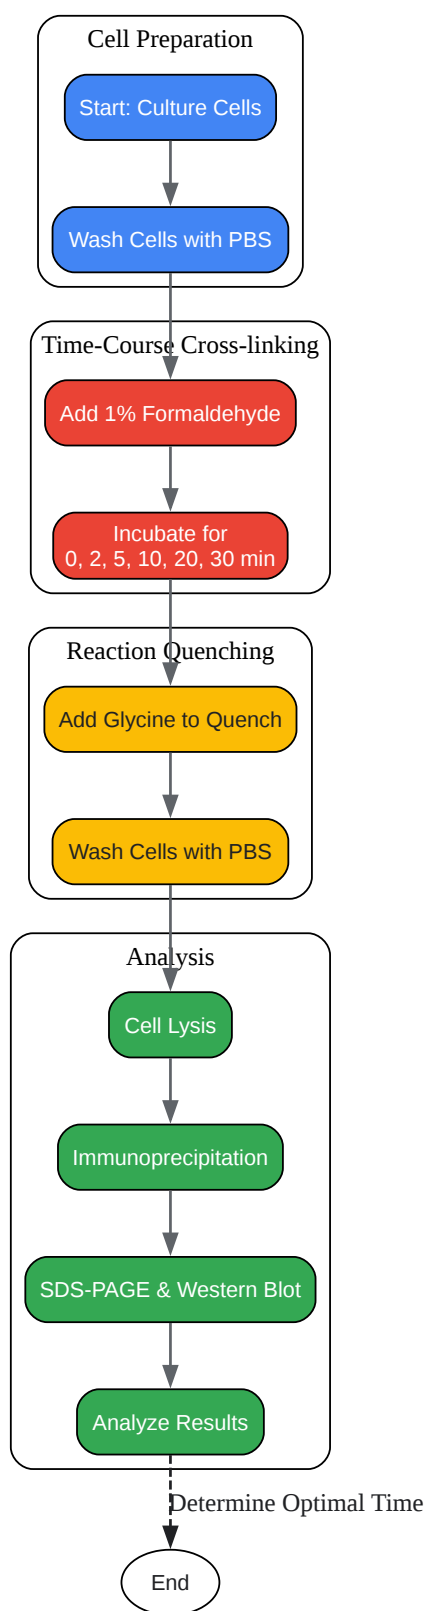 Cell Preparation
Start: Culture Cells
Wash Cells with PBS
Time-Course Cross-linking
Add 1% Formaldehyde
Incubate for
0, 2, 5, 10, 20, 30 min
Reaction Quenching
Add Glycine to Quench
Wash Cells with PBS
Analysis
Cell Lysis
Immunoprecipitation
SDS-PAGE & Western Blot
Analyze Results
Determine Optimal Time
End